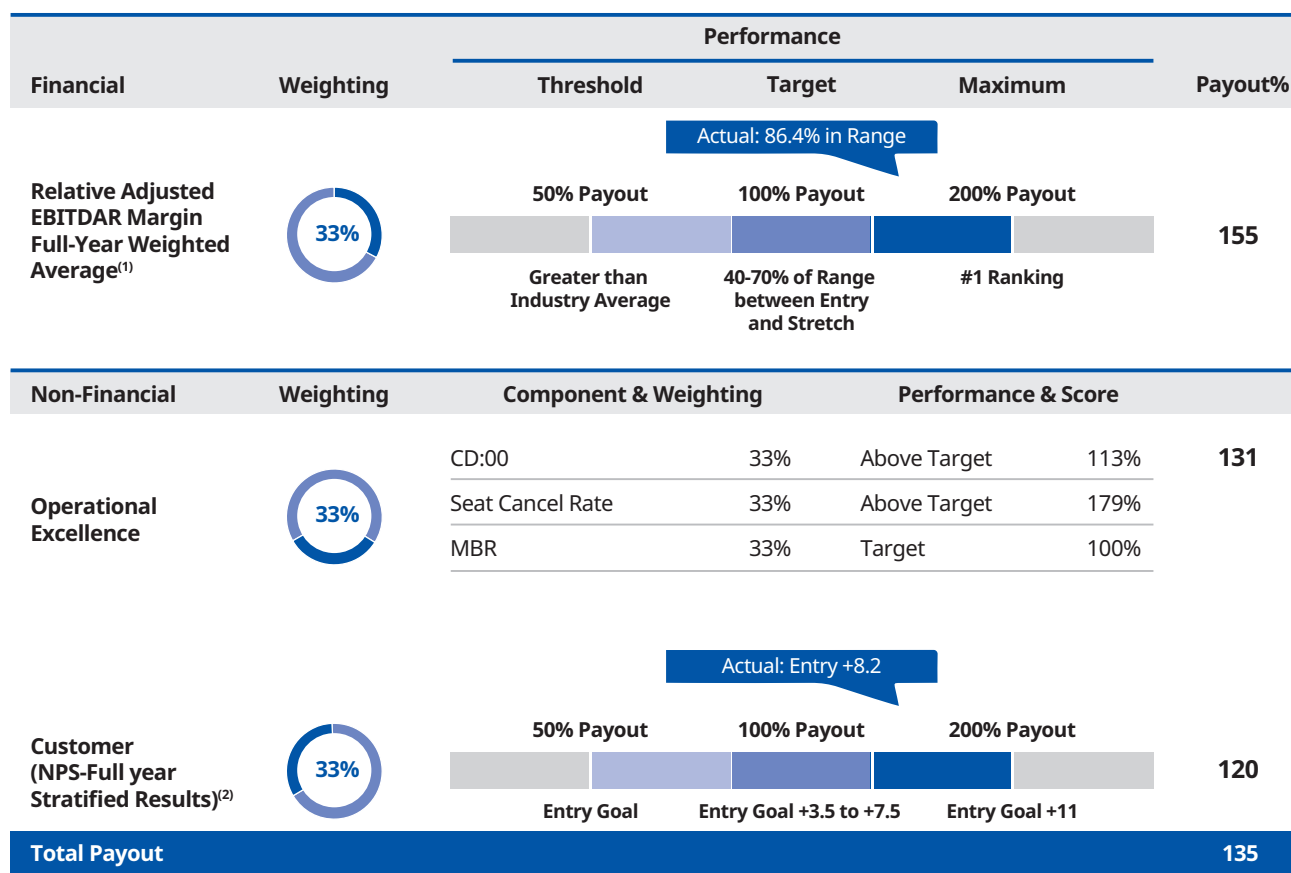 Performance
Financial Weighting Threshold Target Maximum Payout%
Actual: 86.4% in Range
Relative Adjusted
EBITDAR Margin
Full-Year Weighted
Average(1)
33%
50% Payout 100% Payout 200% Payout
Greater than
Industry Average
40-70% of Range
between Entry
and Stretch
#1 Ranking
155
Non-Financial Weighting Component & Weighting Performance & Score
Operational
Excellence
33%
CD:00 33% Above Target 113%
Seat Cancel Rate 33% Above Target 179%
MBR 33% Target 100%
131
Actual: Entry +8.2
Customer
(NPS-Full year
Stratified Results)(2)
33%
50% Payout 100% Payout 200% Payout
Entry Goal Entry Goal +3.5 to +7.5 Entry Goal +11
120
Total Payout 135